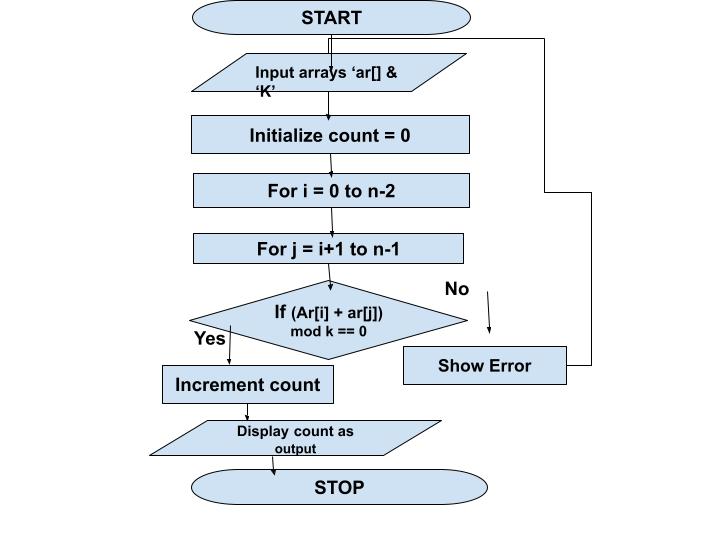 START
Input arrays ‘ar[] &
‘K’
Initialize count = 0
For i = 0 to n-2
For j = i+1 to n-1
If (Ar[i] + ar[j])
mod k == 0
No
Yes
Show Error
Increment count
Display count as
output
STOP